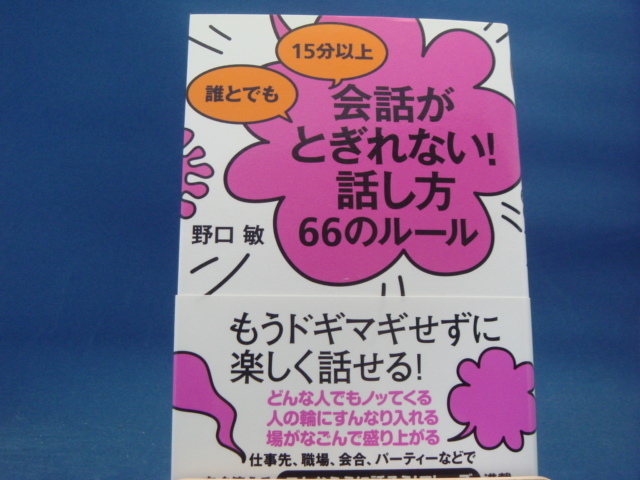 誰とでも
15分以上
会話が
とぎれない!
話し方
66のルール
野口 敏
もうドギマギせずに
楽しく話せる!
どんな人でもノッてくる
人の輪にすんなり入れる
場がなごんで盛り上がる
仕事先、職場、会合、パーティーなどで